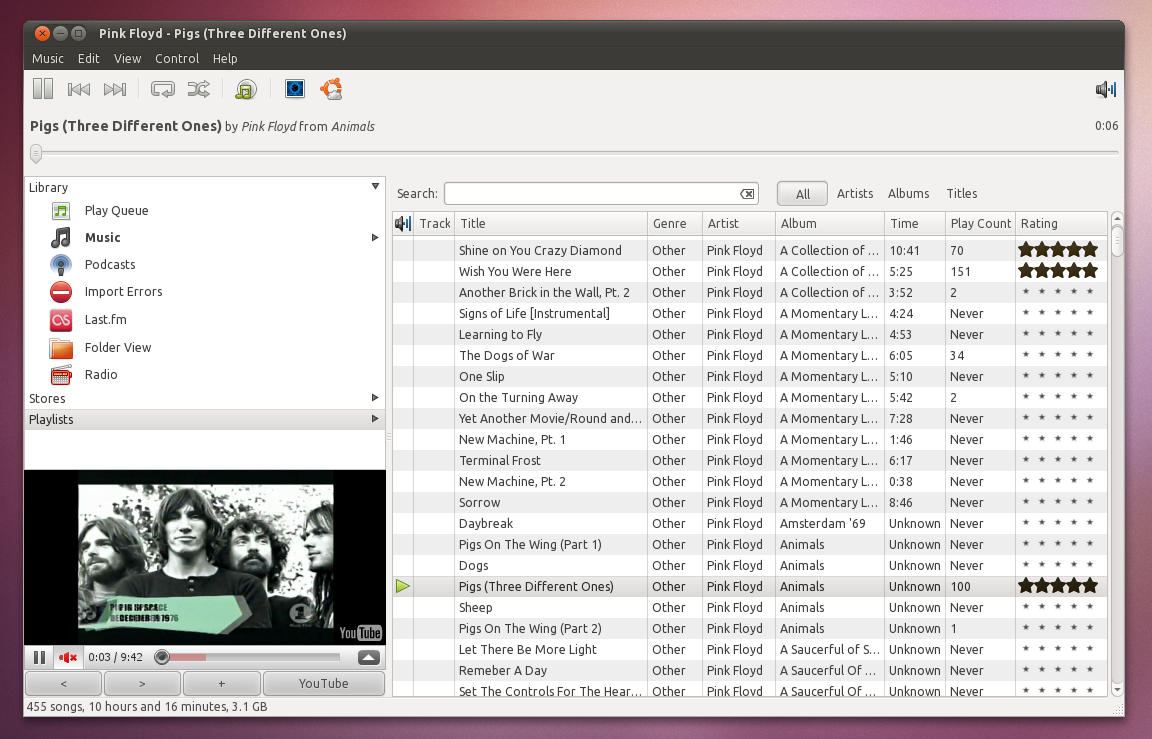 Pink Floyd - Pigs (Three Different Ones)
Music Edit View Control Help
Pigs (Three Different Ones) by Pink Floyd from Animals 0:06
Library
Play Queue
Music
Podcasts
Import Errors
Last.fm
Folder View
Radio
Stores
Playlists
DECEMBER 1976
YouTube
0:03 / 9:42
< > + YouTube
Search: All Artists Albums Titles
Track Title Genre Artist Album Time Play Count Rating
Shine on You Crazy Diamond Other Pink Floyd A Collection of ... 10:41 70
Wish You Were Here Other Pink Floyd A Collection of ... 5:25 151
Another Brick in the Wall, Pt. 2 Other Pink Floyd A Collection of ... 3:52 2
Signs of Life [Instrumental] Other Pink Floyd A Momentary L... 4:24 Never
Learning to Fly Other Pink Floyd A Momentary L... 4:53 Never
The Dogs of War Other Pink Floyd A Momentary L... 6:05 34
One Slip Other Pink Floyd A Momentary L... 5:10 Never
On the Turning Away Other Pink Floyd A Momentary L... 5:42 2
Yet Another Movie/Round and... Other Pink Floyd A Momentary L... 7:28 Never
New Machine, Pt. 1 Other Pink Floyd A Momentary L... 1:46 Never
Terminal Frost Other Pink Floyd A Momentary L... 6:17 Never
New Machine, Pt. 2 Other Pink Floyd A Momentary L... 0:38 Never
Sorrow Other Pink Floyd A Momentary L... 8:46 Never
Daybreak Other Pink Floyd Amsterdam '69 Unknown Never
Pigs On The Wing (Part 1) Other Pink Floyd Animals Unknown Never
Dogs Other Pink Floyd Animals Unknown Never
Pigs (Three Different Ones) Other Pink Floyd Animals Unknown 100
Sheep Other Pink Floyd Animals Unknown Never
Pigs On The Wing (Part 2) Other Pink Floyd Animals Unknown 1
Let There Be More Light Other Pink Floyd A Saucerful of S... Unknown Never
Remeber A Day Other Pink Floyd A Saucerful Of ... Unknown Never
Set The Controls For The Hear... Other Pink Floyd A Saucerful Of ... Unknown Never
455 songs, 10 hours and 16 minutes, 3.1 GB